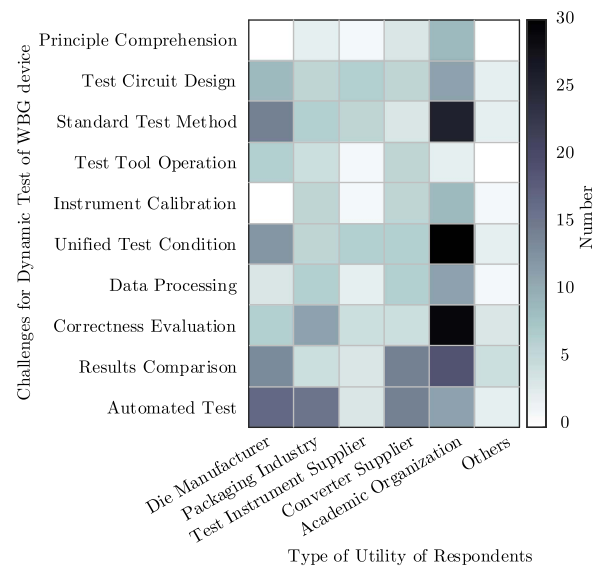 Challenges for Dynamic Test of WBG device
Principle Comprehension
Test Circuit Design
Standard Test Method
Test Tool Operation
Instrument Calibration
Unified Test Condition
Data Processing
Correctness Evaluation
Results Comparison
Automated Test
Die Manufacturer
Packaging Industry
Test Instrument Supplier
Converter Supplier
Academic Organization
Others
Type of Utility of Respondents
30
25
20
15
10
5
0
Number